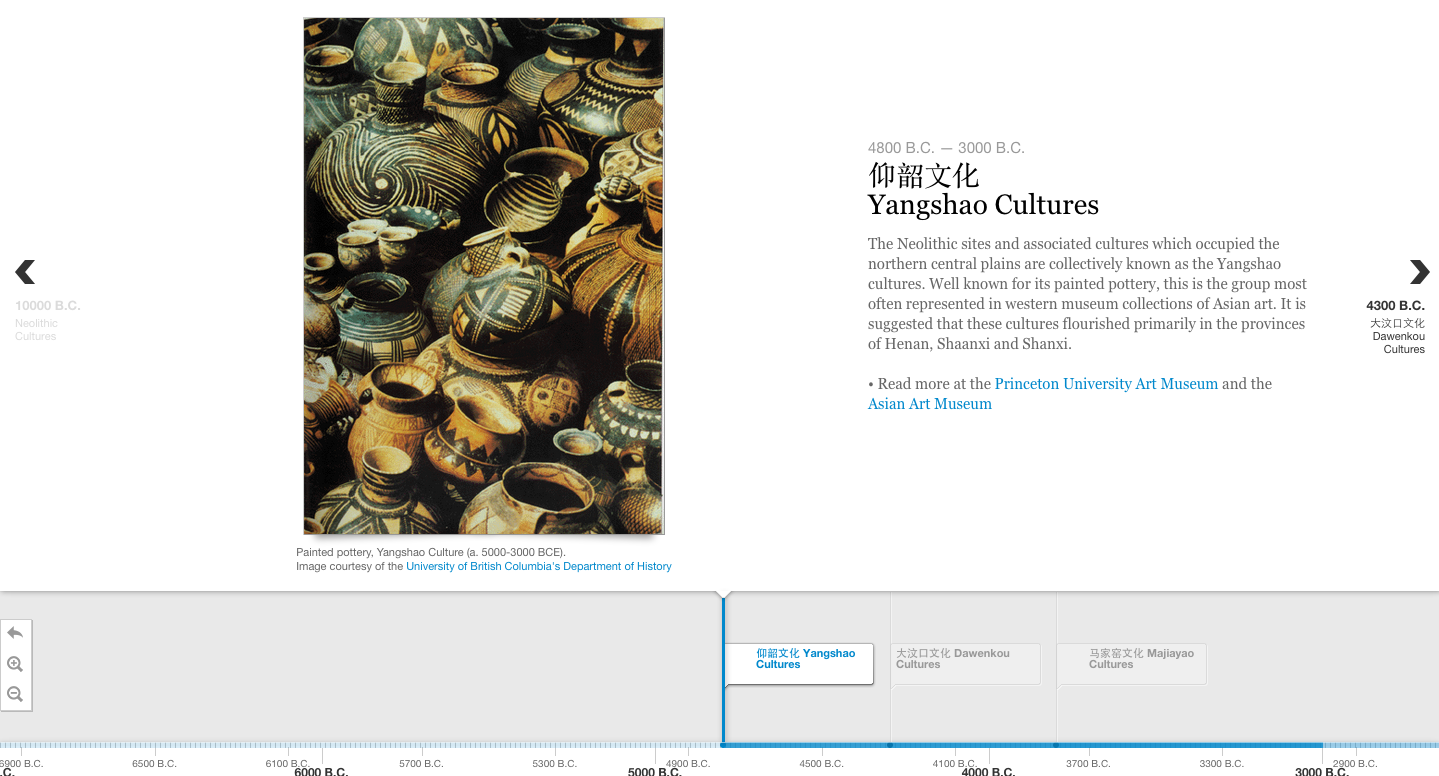 4800 B.C. — 3000 B.C.
仰韶文化
Yangshao Cultures
The Neolithic sites and associated cultures which occupied the
northern central plains are collectively known as the Yangshao
cultures. Well known for its painted pottery, this is the group most
often represented in western museum collections of Asian art. It is
suggested that these cultures flourished primarily in the provinces
of Henan, Shaanxi and Shanxi.
• Read more at the Princeton University Art Museum and the
Asian Art Museum
10000 B.C.
Neolithic
Cultures
4300 B.C.
大汶口文化
Dawenkou
Cultures
Painted pottery, Yangshao Culture (a. 5000-3000 BCE).
Image courtesy of the University of British Columbia's Department of History
仰韶文化 Yangshao
Cultures
大汶口文化 Dawenkou
Cultures
马家窑文化 Majiayao
Cultures
6900 B.C. 6500 B.C. 6100 B.C. 5700 B.C. 5300 B.C. 4900 B.C. 4500 B.C. 4100 B.C. 3700 B.C. 3300 B.C. 2900 B.C.
.C. 6000 B.C. 5000 B.C. 4000 B.C. 3000 B.C.